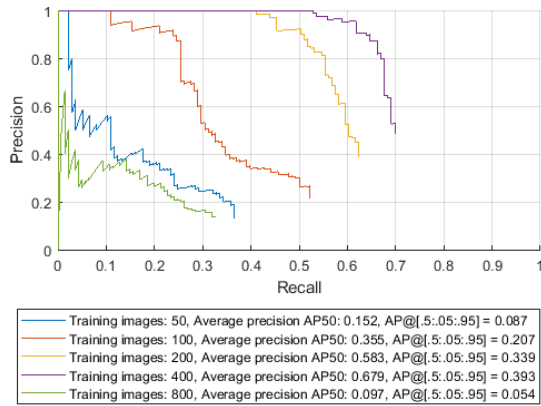 1
0.8
0.6
0.4
0.2
Precision
0 0.1 0.2 0.3 0.4 0.5 0.6 0.7 0.8 0.9 1
Recall
Training images: 50, Average precision AP50: 0.152, AP@[.5:.05:.95] = 0.087
Training images: 100, Average precision AP50: 0.355, AP@[.5:.05:.95] = 0.207
Training images: 200, Average precision AP50: 0.583, AP@[.5:.05:.95] = 0.339
Training images: 400, Average precision AP50: 0.679, AP@[.5:.05:.95] = 0.393
Training images: 800, Average precision AP50: 0.097, AP@[.5:.05:.95] = 0.054